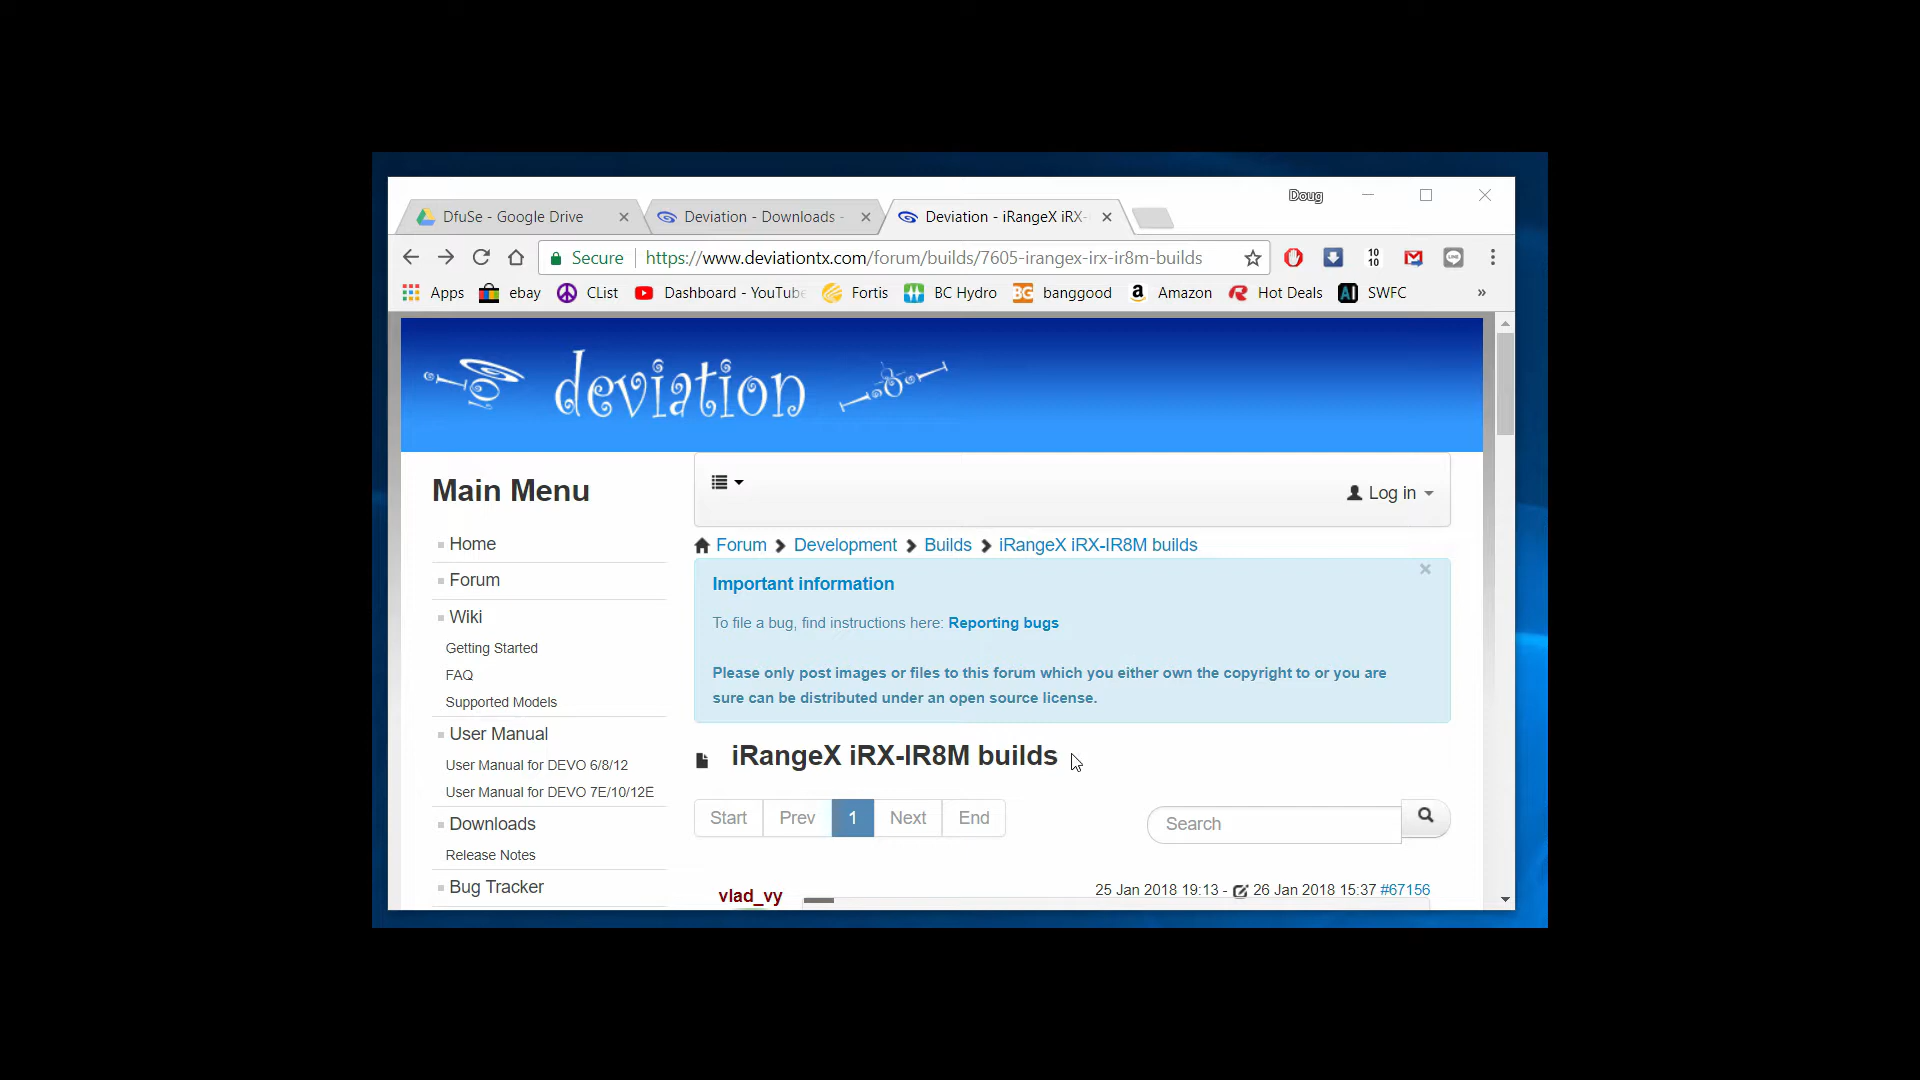 Doug
DfuSe - Google Drive
Deviation - Downloads -
Deviation - iRangeX iRX-
Secure
https://www.deviationtx.com/forum/builds/7605-irangex-irx-ir8m-builds
10
10
Apps
ebay
CList
Dashboard - YouTube
Fortis
BC Hydro
BG banggood
a Amazon
Hot Deals
AI SWFC
»
deviation
Main Menu
Log in
Home
Forum
Wiki
Getting Started
FAQ
Supported Models
User Manual
User Manual for DEVO 6/8/12
User Manual for DEVO 7E/10/12E
Downloads
Release Notes
Bug Tracker
Forum Development Builds iRangeX iRX-IR8M builds
Important information
To file a bug, find instructions here: Reporting bugs
Please only post images or files to this forum which you either own the copyright to or you are
sure can be distributed under an open source license.
iRangeX iRX-IR8M builds
Start Prev 1 Next End
Search
vlad_vy
25 Jan 2018 19:13 - 26 Jan 2018 15:37 #67156